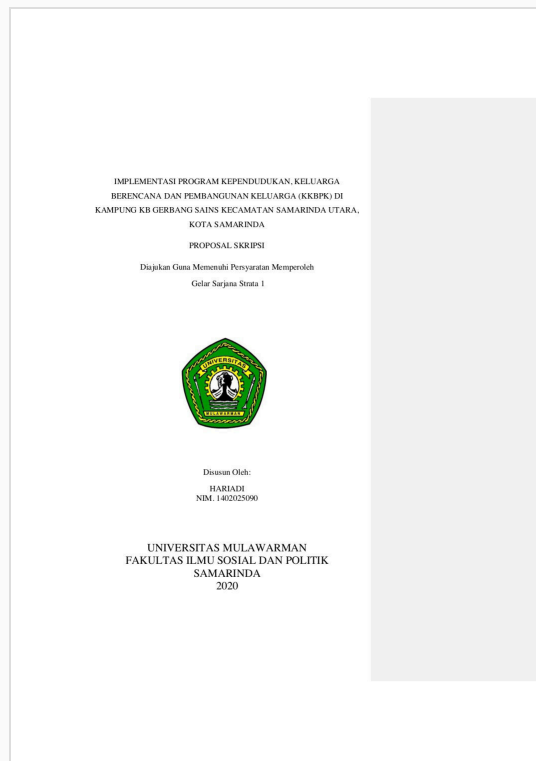 IMPLEMENTASI PROGRAM KEPENDUDUKAN, KELUARGA
BERENCANA DAN PEMBANGUNAN KELUARGA (KKBPK) DI
KAMPUNG KB GERBANG SAINS KECAMATAN SAMARINDA UTARA,
KOTA SAMARINDA
PROPOSAL SKRIPSI
Diajukan Guna Memenuhi Persyaratan Memperoleh
Gelar Sarjana Strata 1
UNIVERSITAS
MULAWARMAN
Disusun Oleh:
HARIADI
NIM. 1402025090
UNIVERSITAS MULAWARMAN
FAKULTAS ILMU SOSIAL DAN POLITIK
SAMARINDA
2020